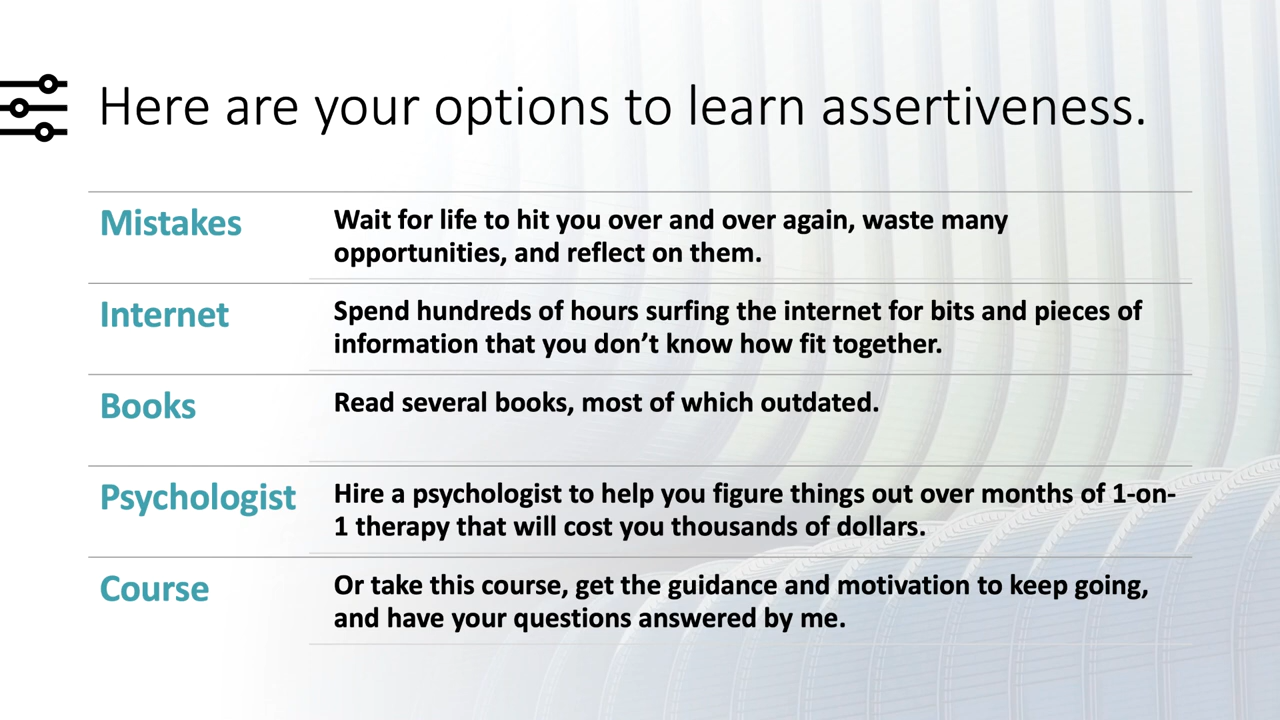 Here are your options to learn assertiveness.
Mistakes
Wait for life to hit you over and over again, waste many
opportunities, and reflect on them.
Internet
Spend hundreds of hours surfing the internet for bits and pieces of
information that you don’t know how fit together.
Books
Read several books, most of which outdated.
Psychologist
Hire a psychologist to help you figure things out over months of 1-on-
1 therapy that will cost you thousands of dollars.
Course
Or take this course, get the guidance and motivation to keep going,
and have your questions answered by me.